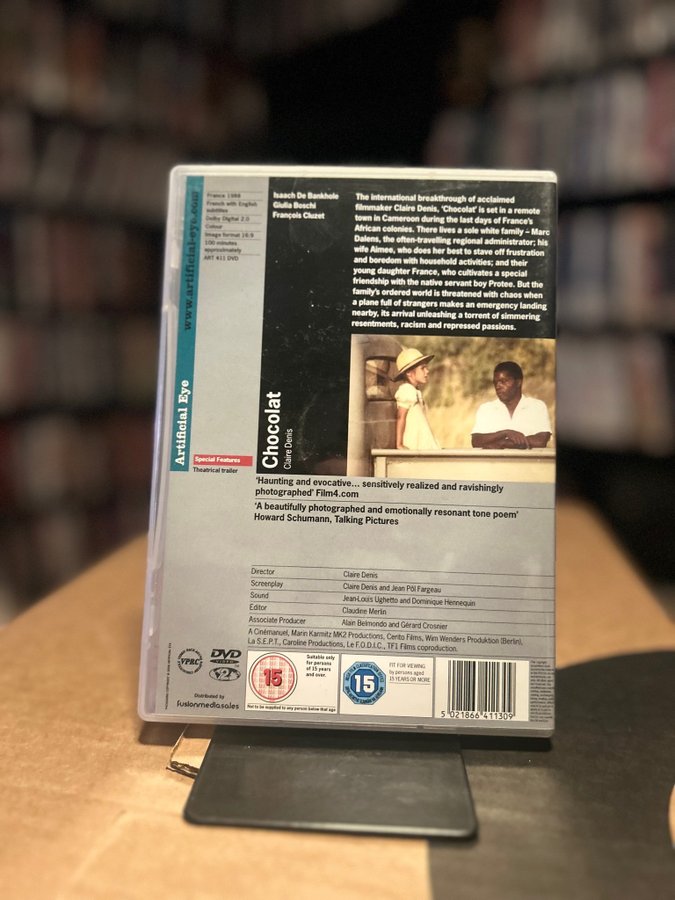 www.artificial-eye.com
Artificial Eye
France 1988
French with English
subtitles
Dolby Digital 2.0
Colour
Image format 16:9
100 minutes
approximately
ART 411 DVD
Special Features
Theatrical trailer
Isaach De Bankhole
Giulia Boschi
François Cluzet
Chocolat
Claire Denis
The international breakthrough of acclaimed
filmmaker Claire Denis, 'Chocolat' is set in a remote
town in Cameroon during the last days of France's
African colonies. There lives a sole white family – Marc
Dalens, the often-travelling regional administrator; his
wife Aimee, who does her best to stave off frustration
and boredom with household activities; and their
young daughter France, who cultivates a special
friendship with the native servant boy Protee. But the
family's ordered world is threatened with chaos when
a plane full of strangers makes an emergency landing
nearby, its arrival unleashing a torrent of simmering
resentments, racism and repressed passions.
'Haunting and evocative... sensitively realized and ravishingly
photographed' Film4.com
'A beautifully photographed and emotionally resonant tone poem'
Howard Schumann, Talking Pictures
Director Claire Denis
Screenplay Claire Denis and Jean Pöl Fargeau
Sound Jean-Louis Ughetto and Dominique Hennequin
Editor Claudine Merlin
Associate Producer Alain Belmondo and Gérard Crosnier
A Cinémanuel, Marin Karmitz MK2 Productions, Cerito Films, Wim Wenders Produktion (Berlin),
La S.E.P.T., Caroline Productions, Le F.O.D.I.C., TF1 Films coproduction.
VPRC
DVD
VIDEO
2
Distributed by
fusionmedia.sales
15
Suitable only
for persons
of 15 years
and over.
Not to be supplied to any person below that age
15
FIT FOR VIEWING
by persons aged
15 YEARS OR MORE
5 021866 411309